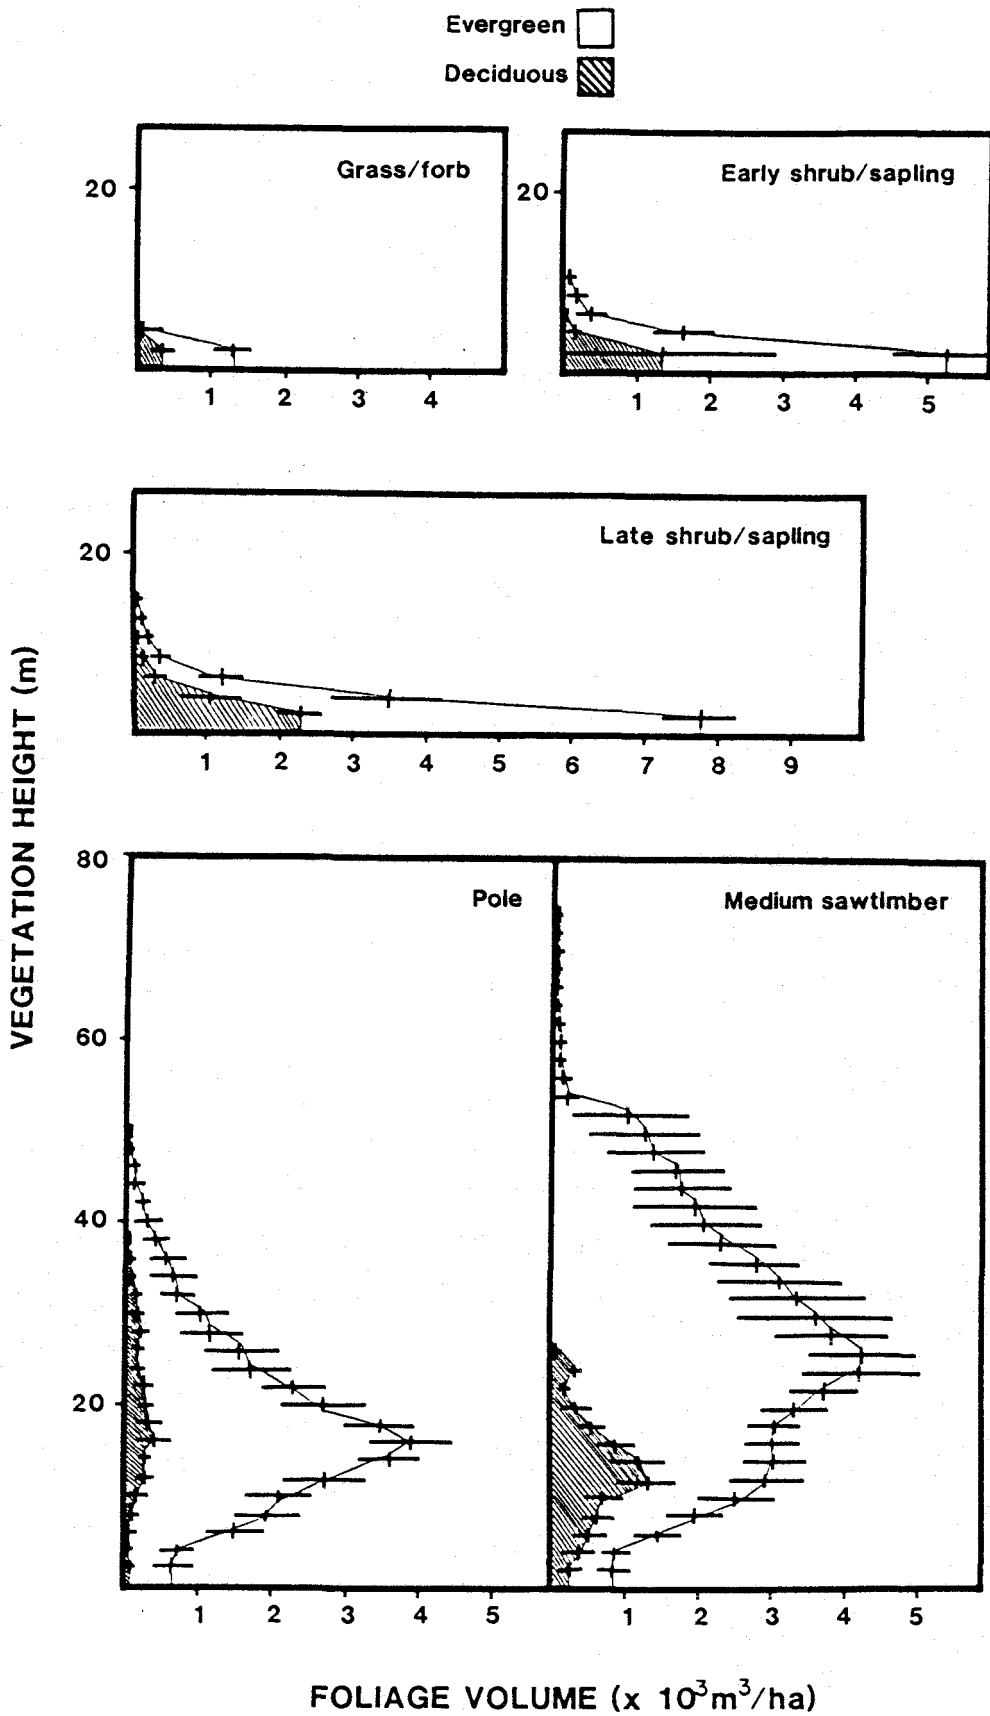 Evergreen
Deciduous
Grass/forb
20
1 2 3 4
Early shrub/sapling
20
1 2 3 4 5
Late shrub/sapling
20
1 2 3 4 5 6 7 8 9
VEGETATION HEIGHT (m)
80
60
40
20
Pole
1 2 3 4 5
Medium sawtimber
1 2 3 4 5
FOLIAGE VOLUME (x 10³m³/ha)